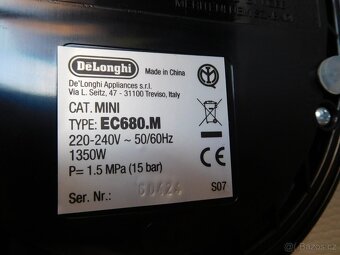 DeLonghi
Made in China
De'Longhi Appliances s.r.l.
Via L. Seitz, 47 - 31100 Treviso, Italy
CAT. MINI
TYPE: EC680.M
220-240V ~ 50/60Hz
1350W
P= 1.5 MPa (15 bar)
Ser. Nr.: 60424
S07
CE